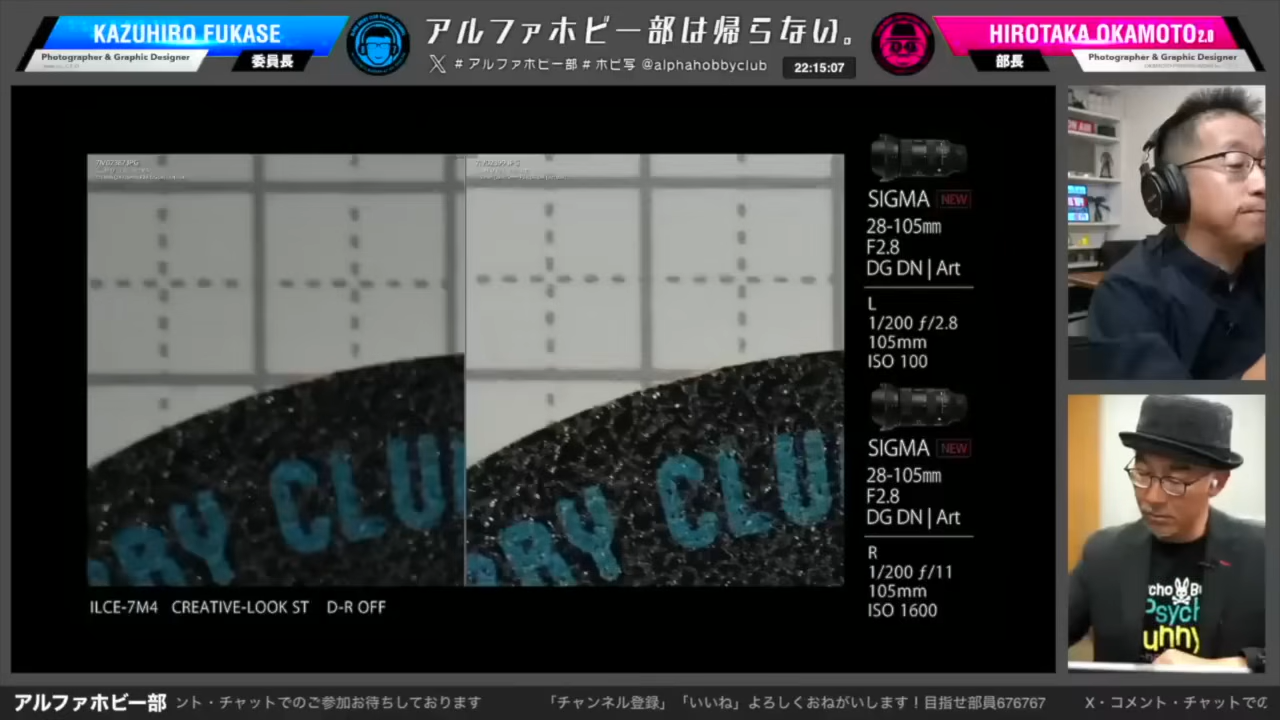 KAZUHIRO FUKASE
Photographer & Graphic Designer
委員長
アルファホビー部は帰らない。
#アルファホビー部 #ホビ写 @alphahobbyclub
22:15:07
HIROTAKA OKAMOTO2.0
部長
Photographer & Graphic Designer
SIGMA NEW
28-105mm
F2.8
DG DN | Art
L
1/200 ƒ/2.8
105mm
ISO 100
SIGMA NEW
28-105mm
F2.8
DG DN | Art
R
1/200 ƒ/11
105mm
ISO 1600
BY CLU
BBY CLU
ILCE-7M4 CREATIVE-LOOK ST D-R OFF
ON AIR
Psych
unny
アルファホビー部
ント・チャットでのご参加お待ちしております 「チャンネル登録」「いいね」よろしくおねがいします！目指せ部員676767 X・コメント・チャットでの